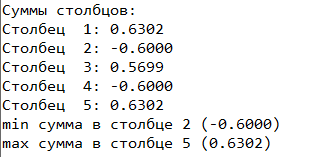 Суммы столбцов:
Столбец  1: 0.6302
Столбец  2: -0.6000
Столбец  3: 0.5699
Столбец  4: -0.6000
Столбец  5: 0.6302
min сумма в столбце 2 (-0.6000)
max сумма в столбце 5 (0.6302)